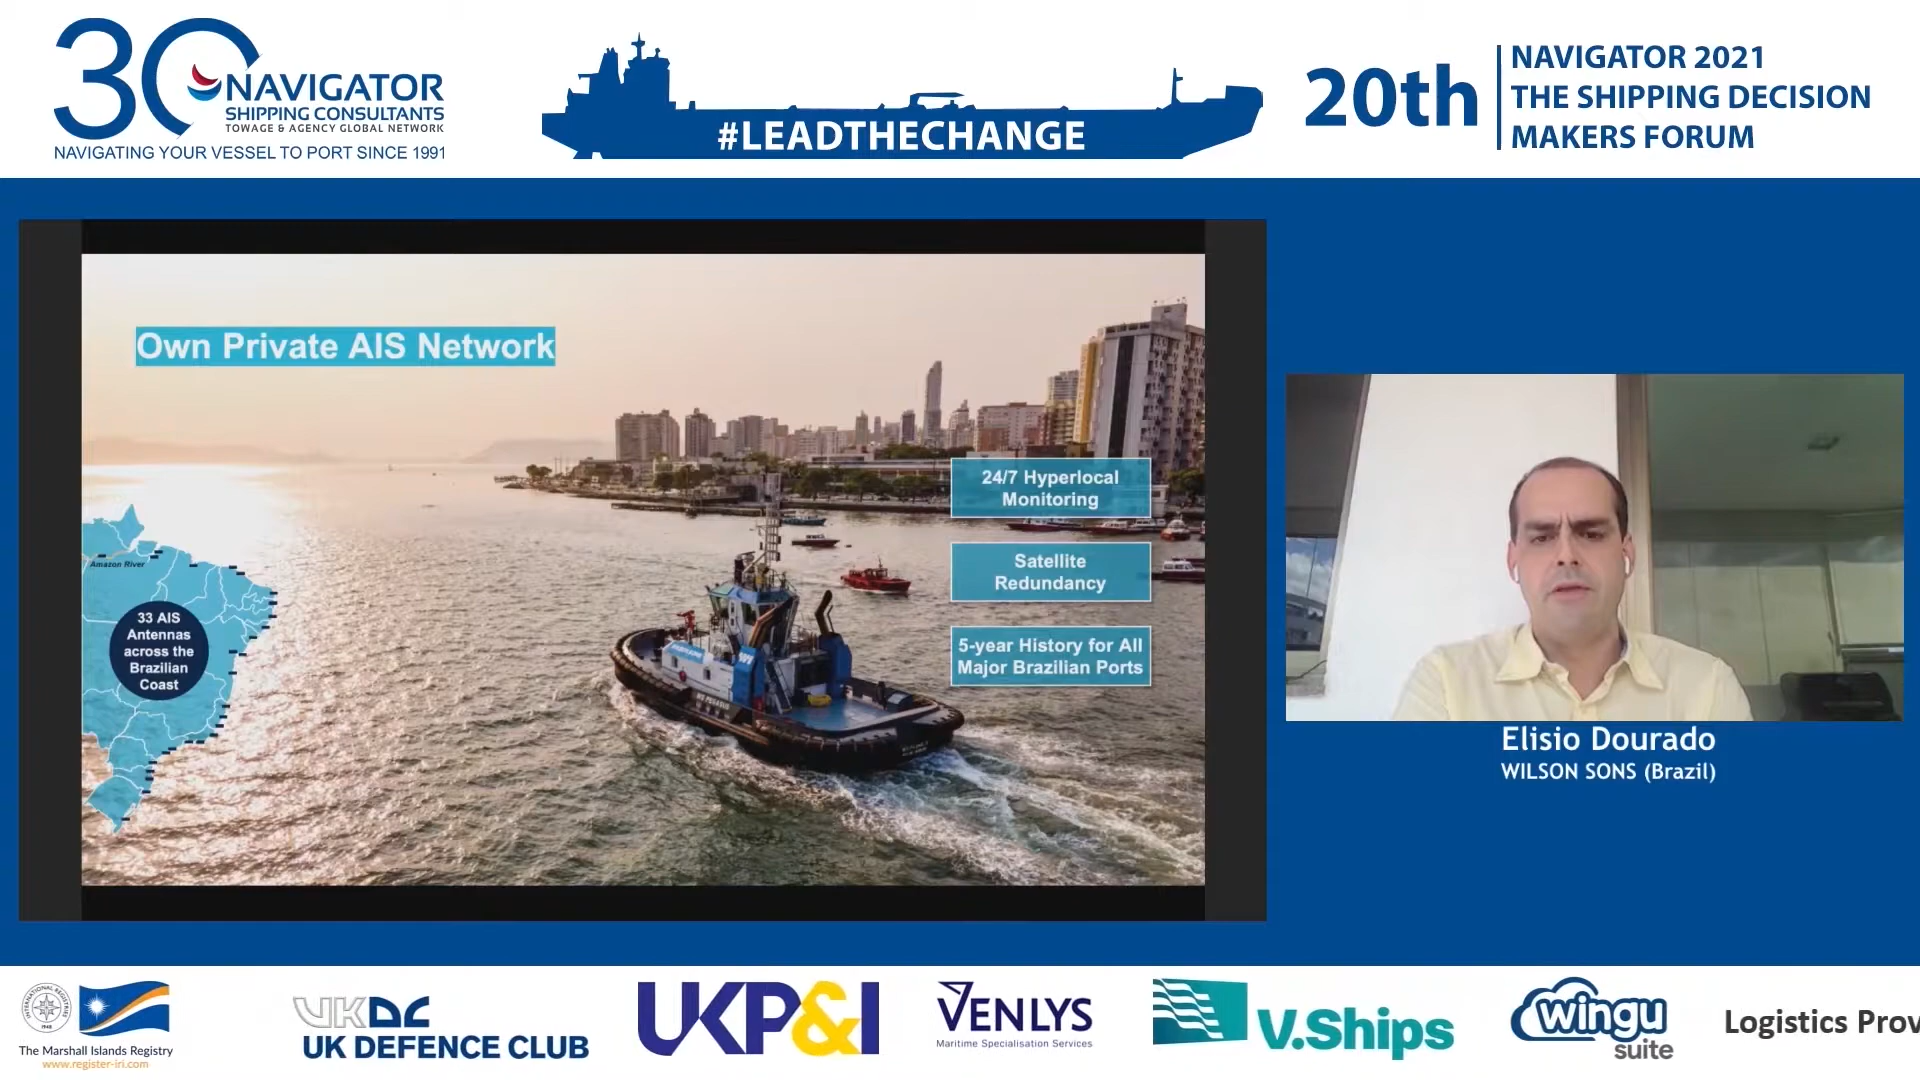 30
NAVIGATOR
SHIPPING CONSULTANTS
TOWAGE & AGENCY GLOBAL NETWORK
NAVIGATING YOUR VESSEL TO PORT SINCE 1991
#LEADTHECHANGE
20th
NAVIGATOR 2021
THE SHIPPING DECISION
MAKERS FORUM
Own Private AIS Network
24/7 Hyperlocal
Monitoring
Satellite
Redundancy
5-year History for All
Major Brazilian Ports
Amazon River
33 AIS
Antennas
across the
Brazilian
Coast
Elisio Dourado
WILSON SONS (Brazil)
The Marshall Islands Registry
www.register-iri.com
UKDC
UK DEFENCE CLUB
UKP&I
VENLYS
Maritime Specialisation Services
V.Ships
wingu
suite
Logistics Prov